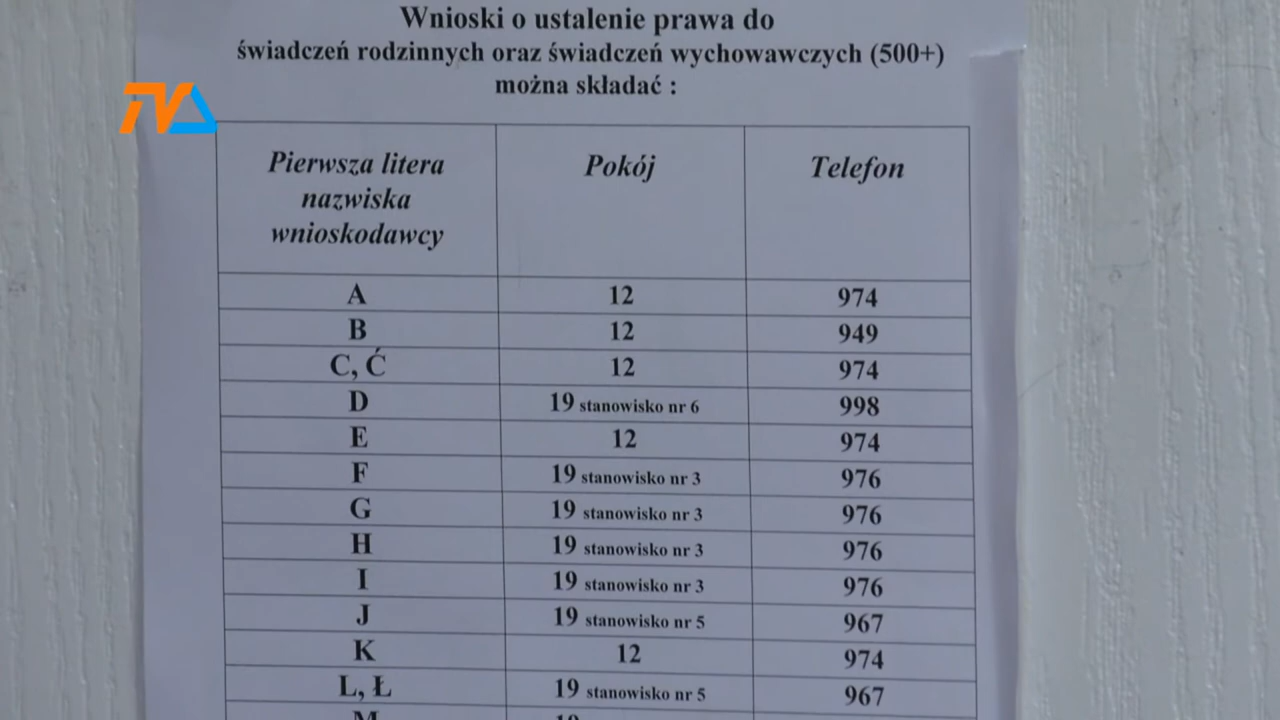 Wnioski o ustalenie prawa do
świadczeń rodzinnych oraz świadczeń wychowawczych (500+)
można składać :
TVA
Pierwsza litera nazwiska wnioskodawcy Pokój Telefon
A 12 974
B 12 949
C, Ć 12 974
D 19 stanowisko nr 6 998
E 12 974
F 19 stanowisko nr 3 976
G 19 stanowisko nr 3 976
H 19 stanowisko nr 3 976
I 19 stanowisko nr 3 976
J 19 stanowisko nr 5 967
K 12 974
L, Ł 19 stanowisko nr 5 967